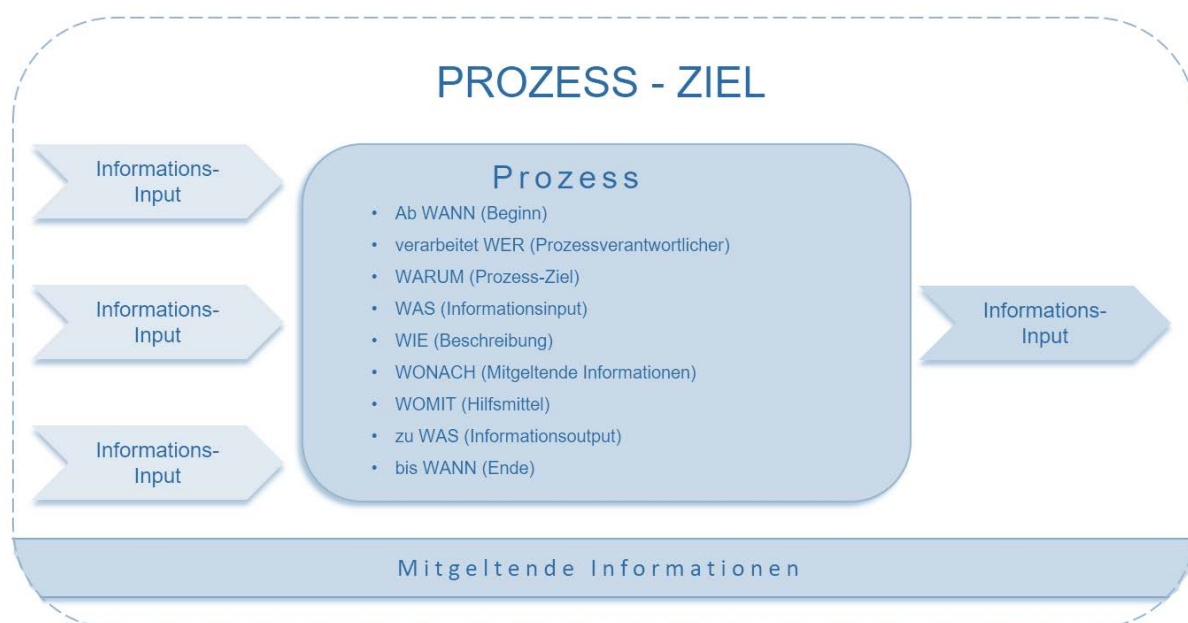 PROZESS - ZIEL
Informations-
Input
Informations-
Input
Informations-
Input
Prozess
• Ab WANN (Beginn)
• verarbeitet WER (Prozessverantwortlicher)
• WARUM (Prozess-Ziel)
• WAS (Informationsinput)
• WIE (Beschreibung)
• WONACH (Mitgeltende Informationen)
• WOMIT (Hilfsmittel)
• zu WAS (Informationsoutput)
• bis WANN (Ende)
Informations-
Input
Mitgeltende Informationen